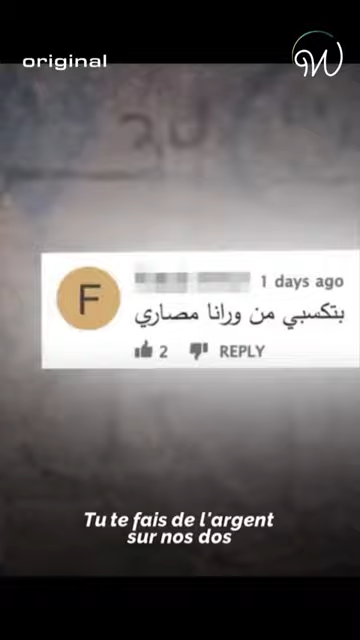 original
W
F
1 days ago
بتكسبي من ورانا مصاري
2
REPLY
Tu te fais de l'argent
sur nos dos